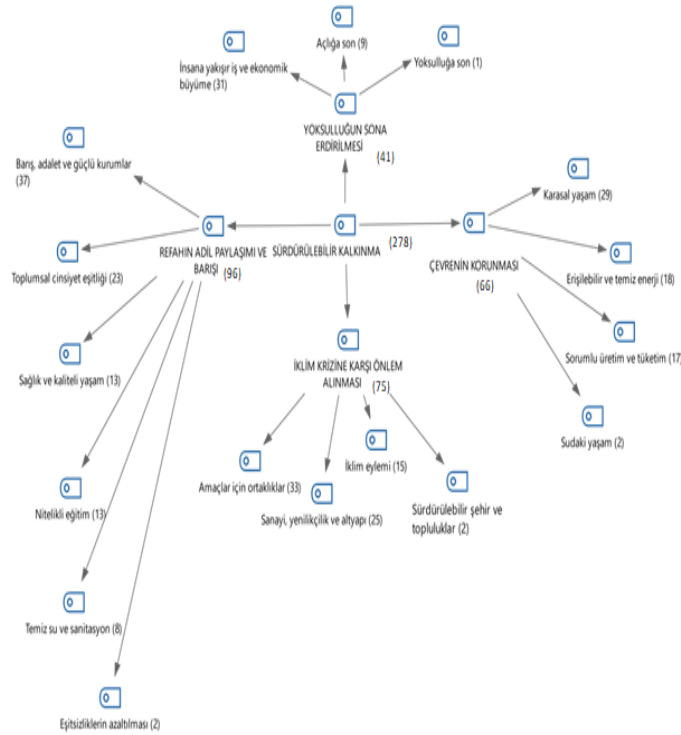 Açlığa son (9)
Yoksulluğa son (1)
İnsana yakışır iş ve ekonomik
büyüme (31)
YOKSULLUĞUN SONA
ERDİRİLMESİ
(41)
Barış, adalet ve güçlü kurumlar
(37)
Karasal yaşam (29)
REFAHIN ADİL PAYLAŞIMI VE
BARIŞI
(96)
SÜRDÜRÜLEBİLİR KALKINMA
(278)
ÇEVRENİN KORUNMASI
(66)
Toplumsal cinsiyet eşitliği (23)
Erişilebilir ve temiz enerji (18)
Sağlık ve kaliteli yaşam (13)
Sorumlu üretim ve tüketim (17)
İKLİM KRİZİNE KARŞI ÖNLEM
ALINMASI
(75)
Sudaki yaşam (2)
İklim eylemi (15)
Amaçlar için ortaklıklar (33)
Sanayi, yenilikçilik ve altyapı (25)
Sürdürülebilir şehir ve
topluluklar (2)
Nitelikli eğitim (13)
Temiz su ve sanitasyon (8)
Eşitsizliklerin azaltılması (2)